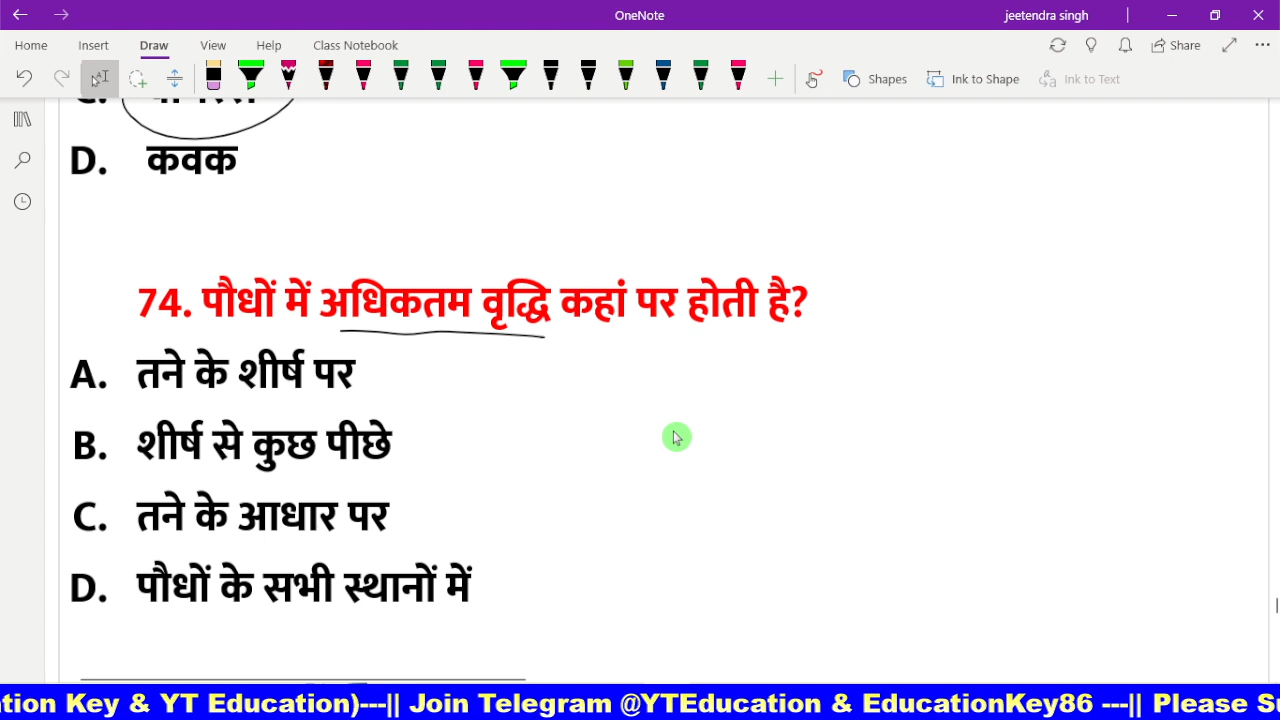 OneNote
jeetendra singh
Home Insert Draw View Help Class Notebook
Share
Shapes Ink to Shape Ink to Text
D. कवक
74. पौधों में अधिकतम वृद्धि कहां पर होती है?
A. तने के शीर्ष पर
B. शीर्ष से कुछ पीछे
C. तने के आधार पर
D. पौधों के सभी स्थानों में
tion Key & YT Education)---|| Join Telegram @YTEducation & EducationKey86 ---|| Please S